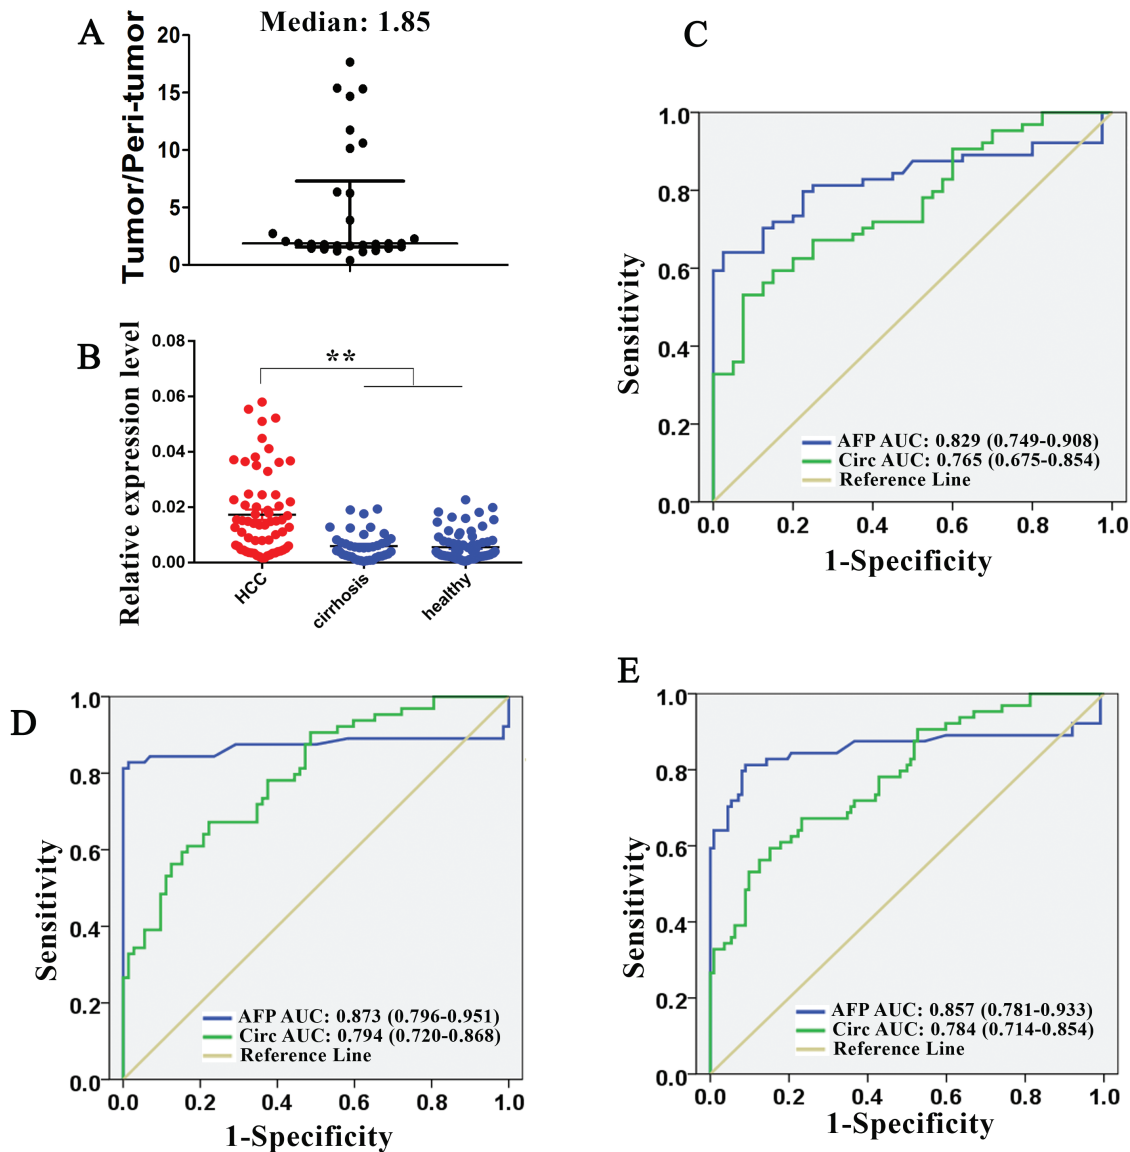 A
Median: 1.85
Tumor/Peri-tumor
20
15
10
5
0
B
Relative expression level
0.08
0.06
0.04
0.02
0.00
**
HCC
cirrhosis
healthy
C
Sensitivity
1.0
0.8
0.6
0.4
0.2
0.0
AFP AUC: 0.829 (0.749-0.908)
Circ AUC: 0.765 (0.675-0.854)
Reference Line
0.0 0.2 0.4 0.6 0.8 1.0
1-Specificity
D
Sensitivity
1.0
0.8
0.6
0.4
0.2
0.0
AFP AUC: 0.873 (0.796-0.951)
Circ AUC: 0.794 (0.720-0.868)
Reference Line
0.0 0.2 0.4 0.6 0.8 1.0
1-Specificity
E
Sensitivity
1.0
0.8
0.6
0.4
0.2
0.0
AFP AUC: 0.857 (0.781-0.933)
Circ AUC: 0.784 (0.714-0.854)
Reference Line
0.0 0.2 0.4 0.6 0.8 1.0
1-Specificity